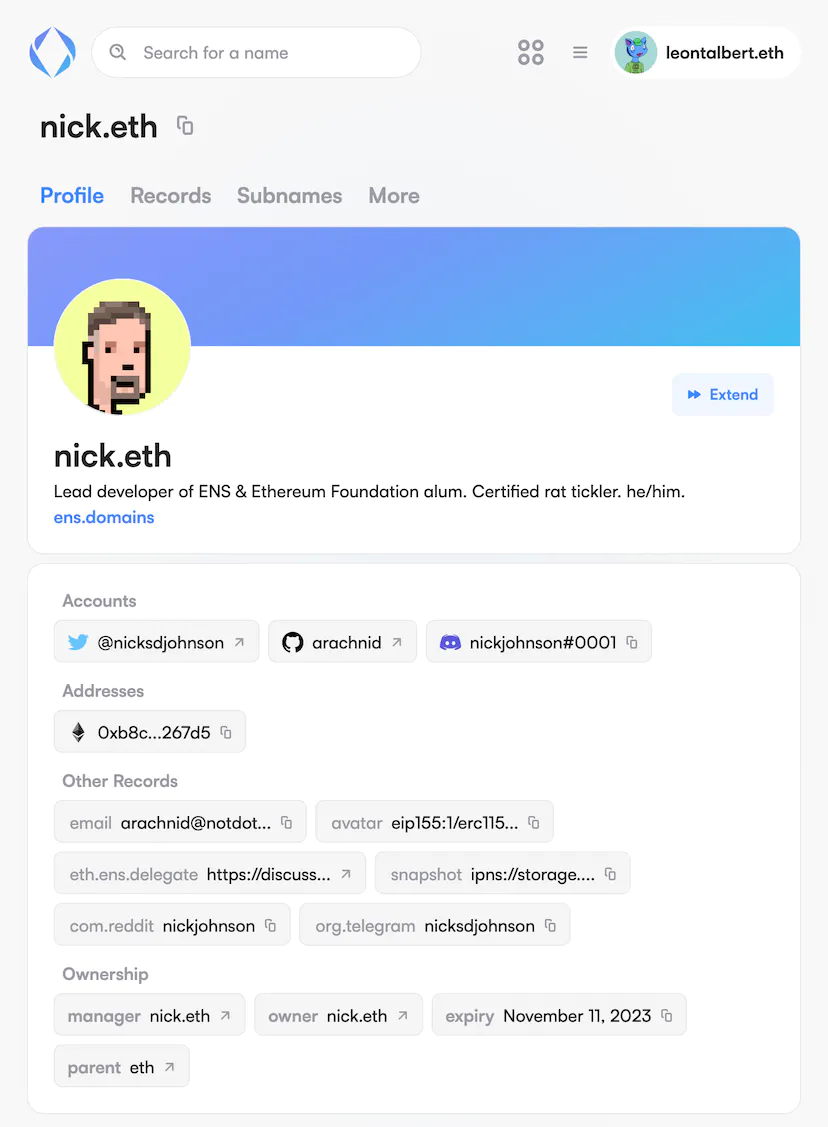 Search for a name
leontalbert.eth
nick.eth
Profile Records Subnames More
Extend
nick.eth
Lead developer of ENS & Ethereum Foundation alum. Certified rat tickler. he/him.
ens.domains
Accounts
@nicksdjohnson arachnid nickjohnson#0001
Addresses
0xb8c...267d5
Other Records
email arachnid@notdot... avatar eip155:1/erc115...
eth.ens.delegate https://discuss... snapshot ipns://storage....
com.reddit nickjohnson org.telegram nicksdjohnson
Ownership
manager nick.eth owner nick.eth expiry November 11, 2023
parent eth